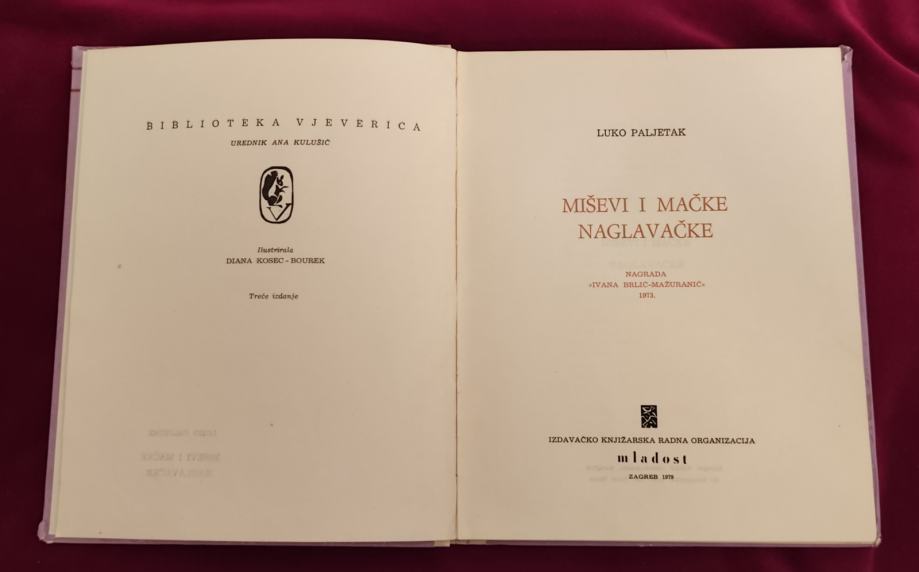 BIBLIOTEKA VJEVERICA
UREDNIK ANA KULUŠIĆ
Ilustrirala
DIANA KOSEC-BOUREK
Treće izdanje
LUKO PALJETAK
MIŠEVI I MAČKE
NAGLAVAČKE
NAGRADA
»IVANA BRLIĆ-MAŽURANIĆ«
1973.
IZDAVAČKO KNJIŽARSKA RADNA ORGANIZACIJA
mladost
ZAGREB 1979